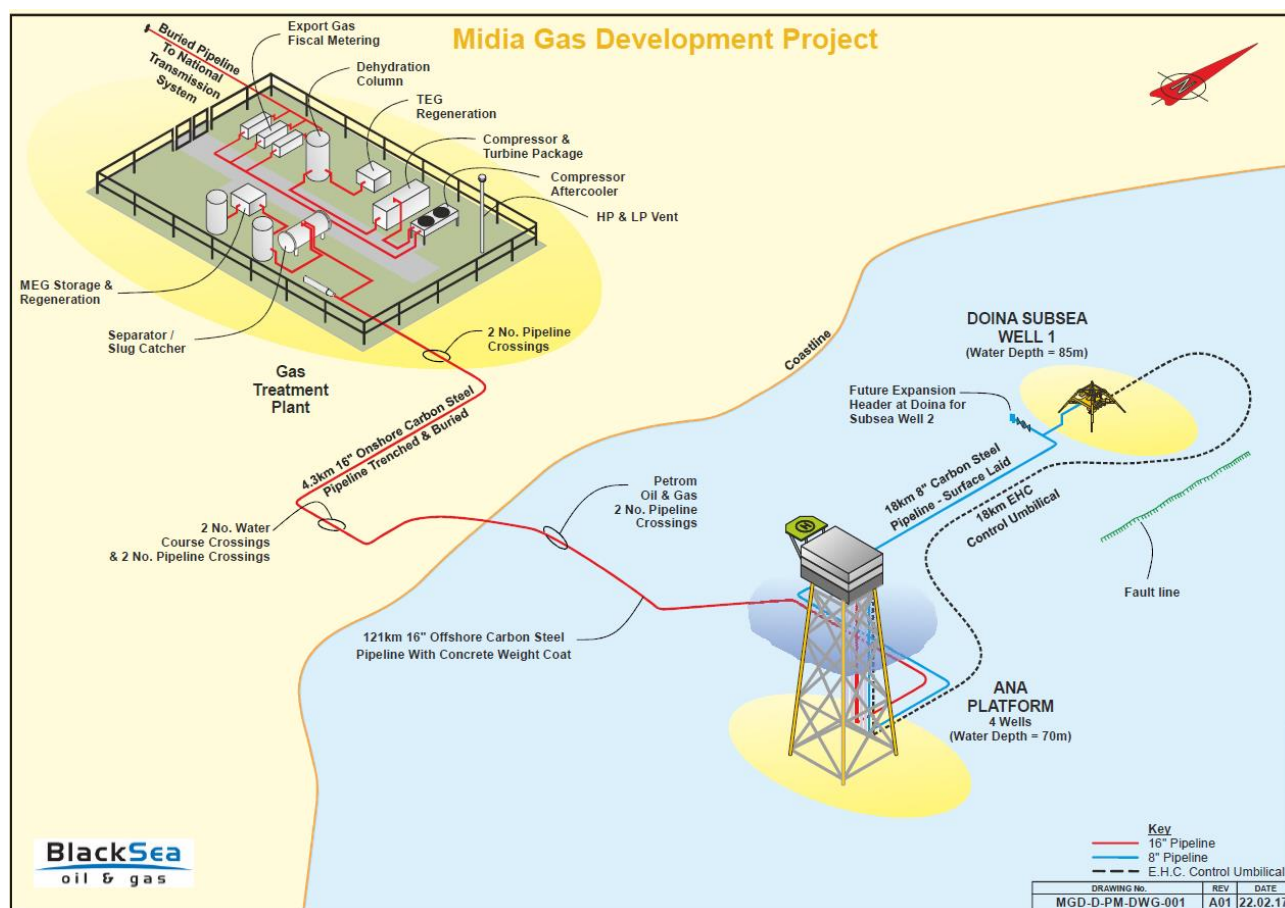 Midia Gas Development Project
Export Gas
Fiscal Metering
Buried Pipeline
To National
Transmission
System
Dehydration
Column
TEG
Regeneration
Compressor &
Turbine Package
Compressor
Aftercooler
HP & LP Vent
N
MEG Storage &
Regeneration
Separator /
Slug Catcher
Gas
Treatment
Plant
2 No. Pipeline
Crossings
4.3km 16" Onshore Carbon Steel
Pipeline Trenched & Buried
2 No. Water
Course Crossings
& 2 No. Pipeline Crossings
Coastline
Petrom
Oil & Gas
2 No. Pipeline
Crossings
121km 16" Offshore Carbon Steel
Pipeline With Concrete Weight Coat
DOINA SUBSEA
WELL 1
(Water Depth = 85m)
Future Expansion
Header at Doina for
Subsea Well 2
18km 8" Carbon Steel
Pipeline - Surface Laid
18km EHC
Control Umbilical
Fault line
H
ANA
PLATFORM
4 Wells
(Water Depth = 70m)
BlackSea
oil & gas
Key
16" Pipeline
8" Pipeline
E.H.C. Control Umbilical
DRAWING No. REV DATE
MGD-D-PM-DWG-001 A01 22.02.17